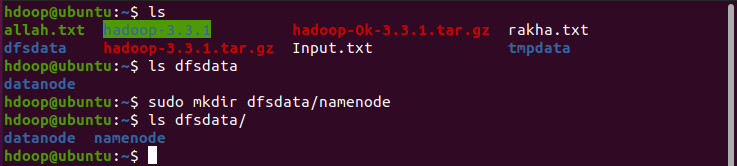 hdoop@ubuntu:~$ ls
allah.txt hadoop-3.3.1 hadoop-Ok-3.3.1.tar.gz rakha.txt
dfsdata hadoop-3.3.1.tar.gz Input.txt tmpdata
hdoop@ubuntu:~$ ls dfsdata
datanode
hdoop@ubuntu:~$ sudo mkdir dfsdata/namenode
hdoop@ubuntu:~$ ls dfsdata/
datanode namenode
hdoop@ubuntu:~$